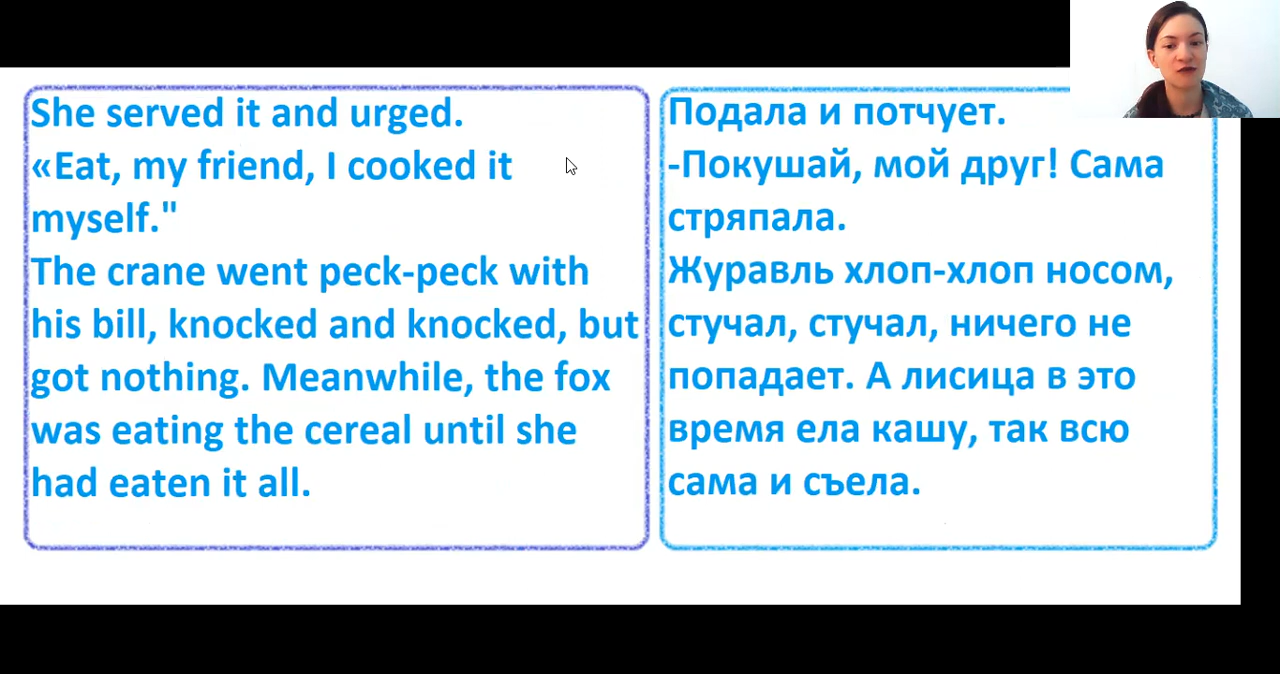 She served it and urged.
«Eat, my friend, I cooked it
myself."
The crane went peck-peck with
his bill, knocked and knocked, but
got nothing. Meanwhile, the fox
was eating the cereal until she
had eaten it all.
Подала и потчует.
-Покушай, мой друг! Сама
стряпала.
Журавль хлоп-хлоп носом,
стучал, стучал, ничего не
попадает. А лисица в это
время ела кашу, так всю
сама и съела.